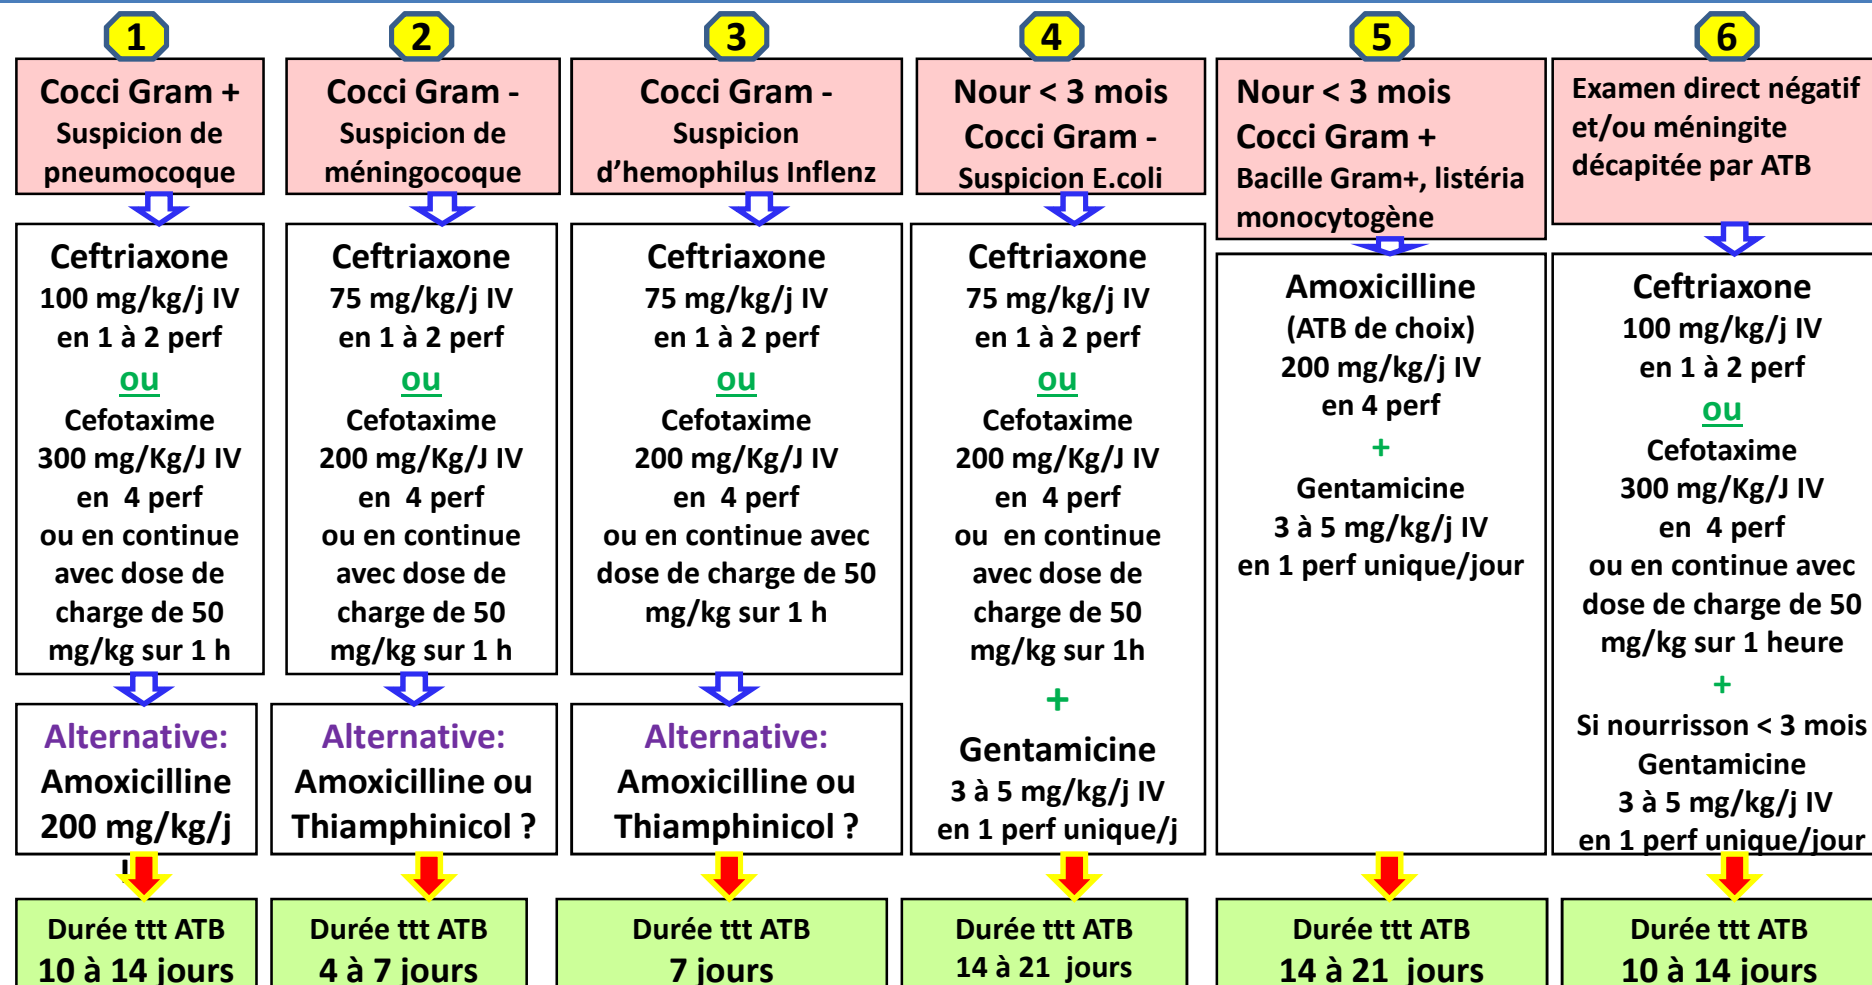 1
Cocci Gram +
Suspicion de
pneumocoque
Ceftriaxone
100 mg/kg/j IV
en 1 à 2 perf
ou
Cefotaxime
300 mg/Kg/J IV
en 4 perf
ou en continue
avec dose de
charge de 50
mg/kg sur 1 h
Alternative:
Amoxicilline
200 mg/kg/j
Durée ttt ATB
10 à 14 jours
2
Cocci Gram -
Suspicion de
méningocoque
Ceftriaxone
75 mg/kg/j IV
en 1 à 2 perf
ou
Cefotaxime
200 mg/Kg/J IV
en 4 perf
ou en continue
avec dose de
charge de 50
mg/kg sur 1 h
Alternative:
Amoxicilline ou
Thiamphinicol ?
Durée ttt ATB
4 à 7 jours
3
Cocci Gram -
Suspicion
d'hemophilus Inflenz
Ceftriaxone
75 mg/kg/j IV
en 1 à 2 perf
ou
Cefotaxime
200 mg/Kg/J IV
en 4 perf
ou en continue avec
dose de charge de 50
mg/kg sur 1 h
Alternative:
Amoxicilline ou
Thiamphinicol ?
Durée ttt ATB
7 jours
4
Nour < 3 mois
Cocci Gram -
Suspicion E.coli
Ceftriaxone
75 mg/kg/j IV
en 1 à 2 perf
ou
Cefotaxime
200 mg/Kg/J IV
en 4 perf
ou en continue
avec dose de
charge de 50
mg/kg sur 1h
+
Gentamicine
3 à 5 mg/kg/j IV
en 1 perf unique/j
Durée ttt ATB
14 à 21 jours
5
Nour < 3 mois
Cocci Gram +
Bacille Gram+, listéria
monocytogène
Amoxicilline
(ATB de choix)
200 mg/kg/j IV
en 4 perf
+
Gentamicine
3 à 5 mg/kg/j IV
en 1 perf unique/jour
Durée ttt ATB
14 à 21 jours
6
Examen direct négatif
et/ou méningite
décapitée par ATB
Ceftriaxone
100 mg/kg/j IV
en 1 à 2 perf
ou
Cefotaxime
300 mg/Kg/J IV
en 4 perf
ou en continue avec
dose de charge de 50
mg/kg sur 1 heure
+
Si nourrisson < 3 mois
Gentamicine
3 à 5 mg/kg/j IV
en 1 perf unique/jour
Durée ttt ATB
10 à 14 jours